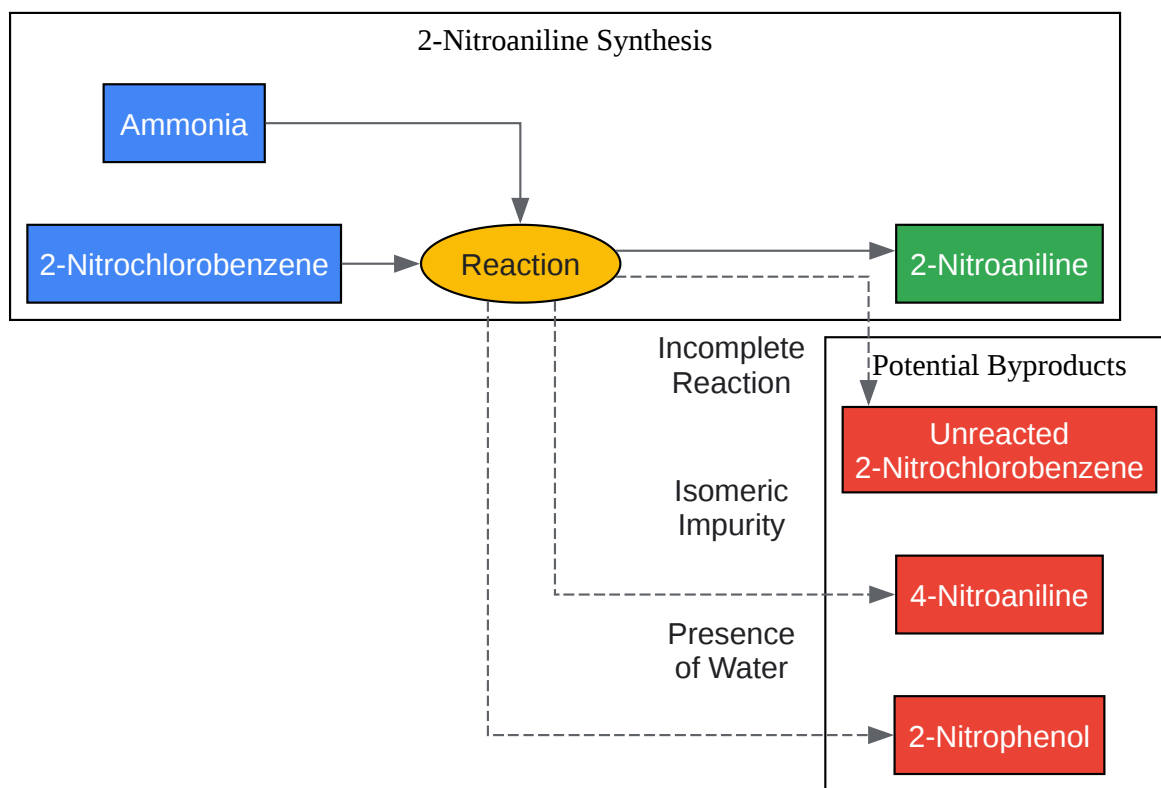 2-Nitroaniline Synthesis
Ammonia
2-Nitrochlorobenzene
Reaction
2-Nitroaniline
Incomplete
Reaction
Potential Byproducts
Unreacted
2-Nitrochlorobenzene
Isomeric
Impurity
4-Nitroaniline
Presence
of Water
2-Nitrophenol